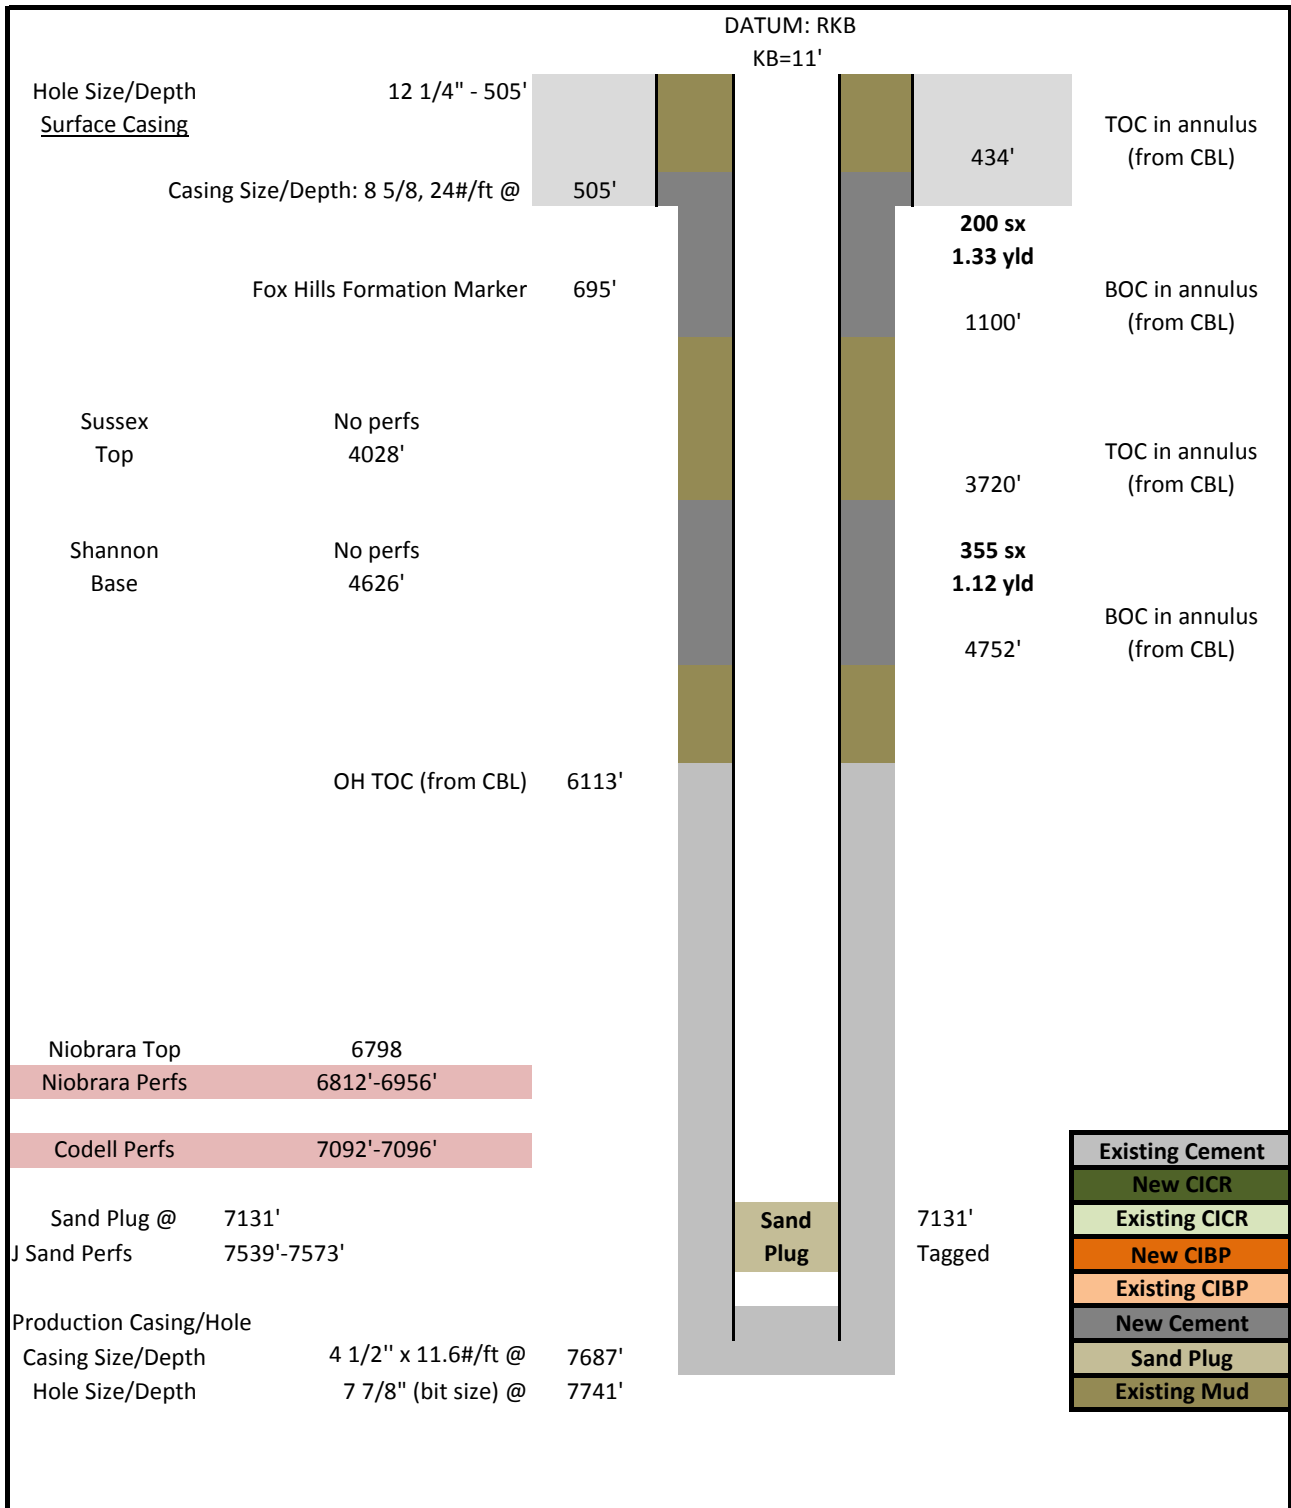 DATUM: RKB
KB=11'
Hole Size/Depth 12 1/4" - 505'
Surface Casing TOC in annulus
434' (from CBL)
Casing Size/Depth: 8 5/8, 24#/ft @ 505'
200 sx
1.33 yld
Fox Hills Formation Marker 695' BOC in annulus
1100' (from CBL)
Sussex No perfs
Top 4028' TOC in annulus
3720' (from CBL)
Shannon No perfs 355 sx
Base 4626' 1.12 yld
BOC in annulus
4752' (from CBL)
OH TOC (from CBL) 6113'
Niobrara Top 6798
Niobrara Perfs 6812'-6956'
Codell Perfs 7092'-7096'
Sand Plug @ 7131' Sand 7131'
J Sand Perfs 7539'-7573' Plug Tagged
Production Casing/Hole
Casing Size/Depth 4 1/2'' x 11.6#/ft @ 7687'
Hole Size/Depth 7 7/8" (bit size) @ 7741'
Existing Cement
New CICR
Existing CICR
New CIBP
Existing CIBP
New Cement
Sand Plug
Existing Mud